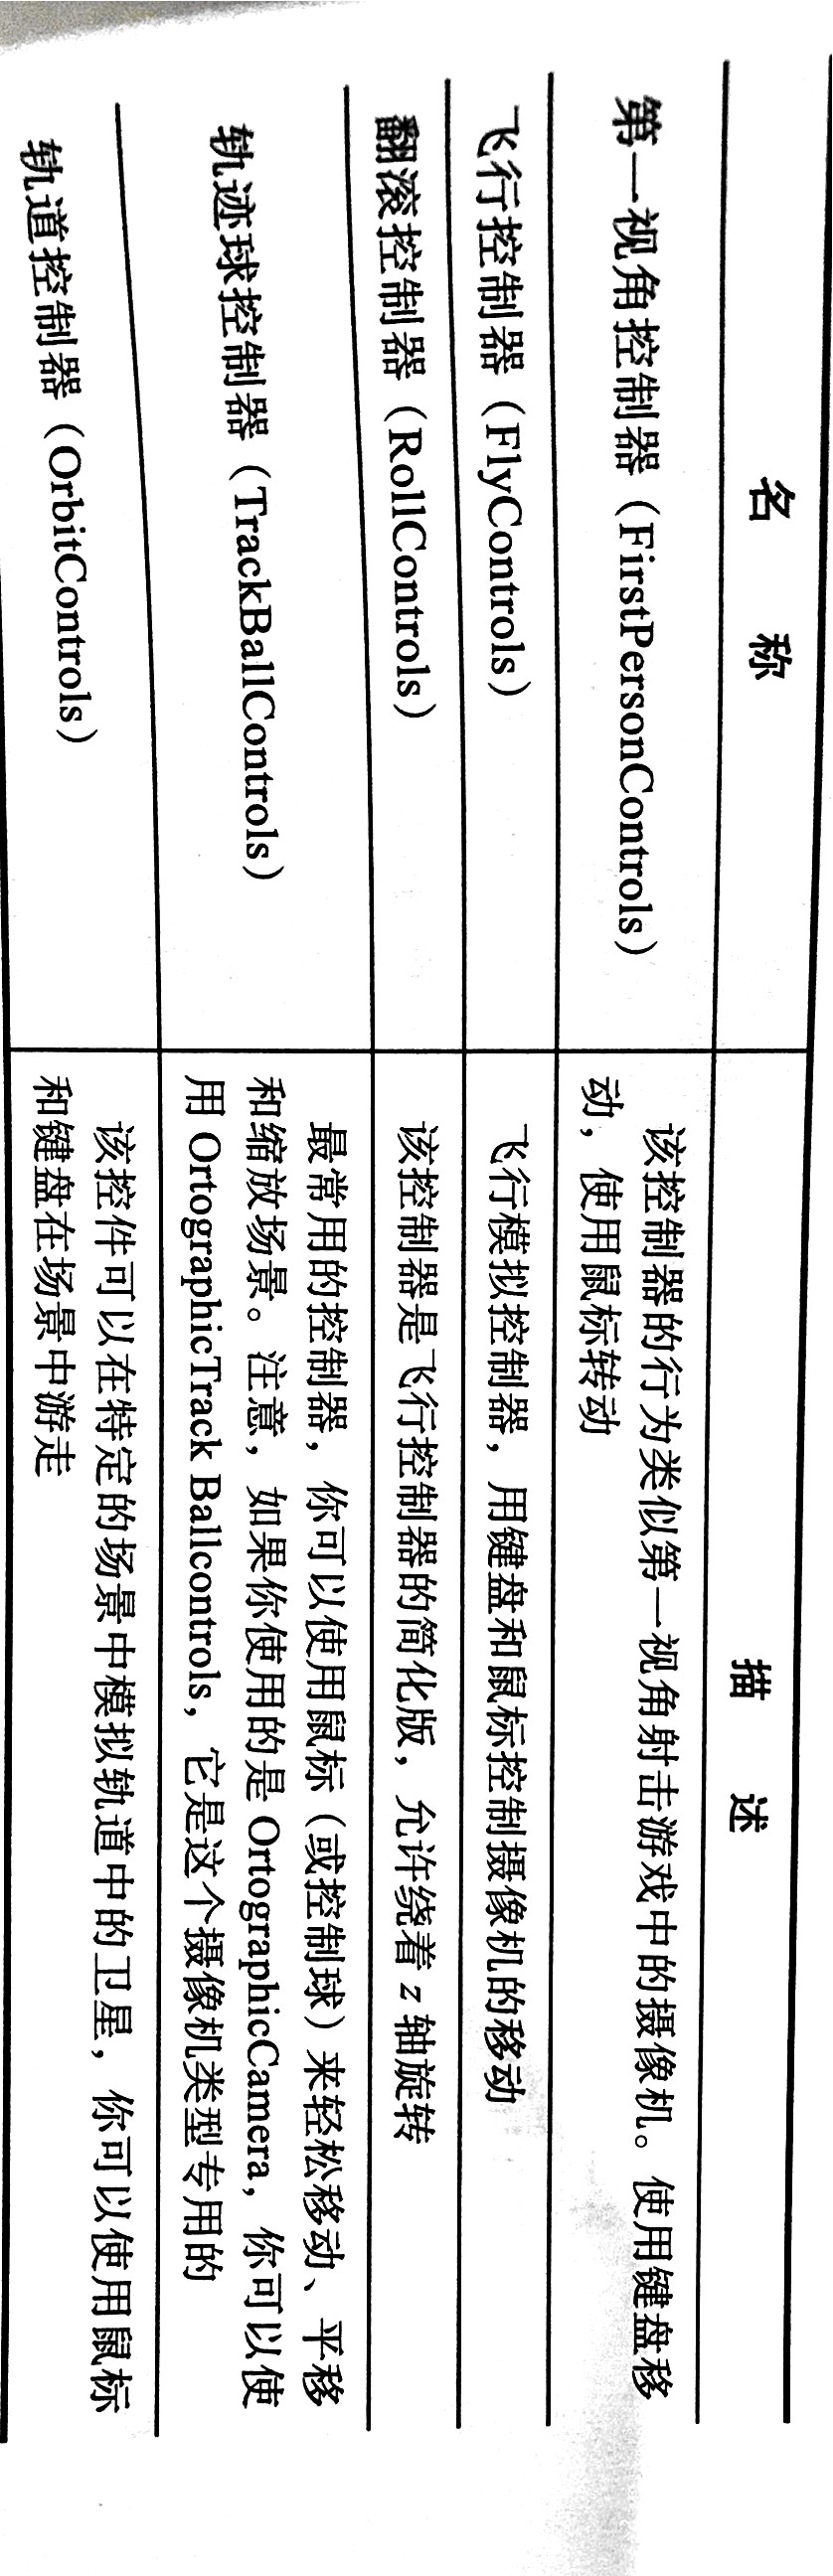 名 称 描 述
第一视角控制器（FirstPersonControls） 该控制器的行为类似第一视角射击游戏中的摄像机。使用键盘移
动，使用鼠标转动
飞行控制器（FlyControls） 飞行模拟控制器，用键盘和鼠标控制摄像机的移动
翻滚控制器（RollControls） 该控制器是飞行控制器的简化版，允许绕着 z 轴旋转
轨迹球控制器（TrackBallControls） 最常用的控制器，你可以使用鼠标（或控制球）来轻松移动、平移
和缩放场景。注意，如果你使用的是 OrtographicCamera，你可以使
用 OrtographicTrack Ballcontrols，它是这个摄像机类型专用的
轨道控制器（OrbitControls） 该控件可以在特定的场景中模拟轨道中的卫星，你可以使用鼠标
和键盘在场景中游走